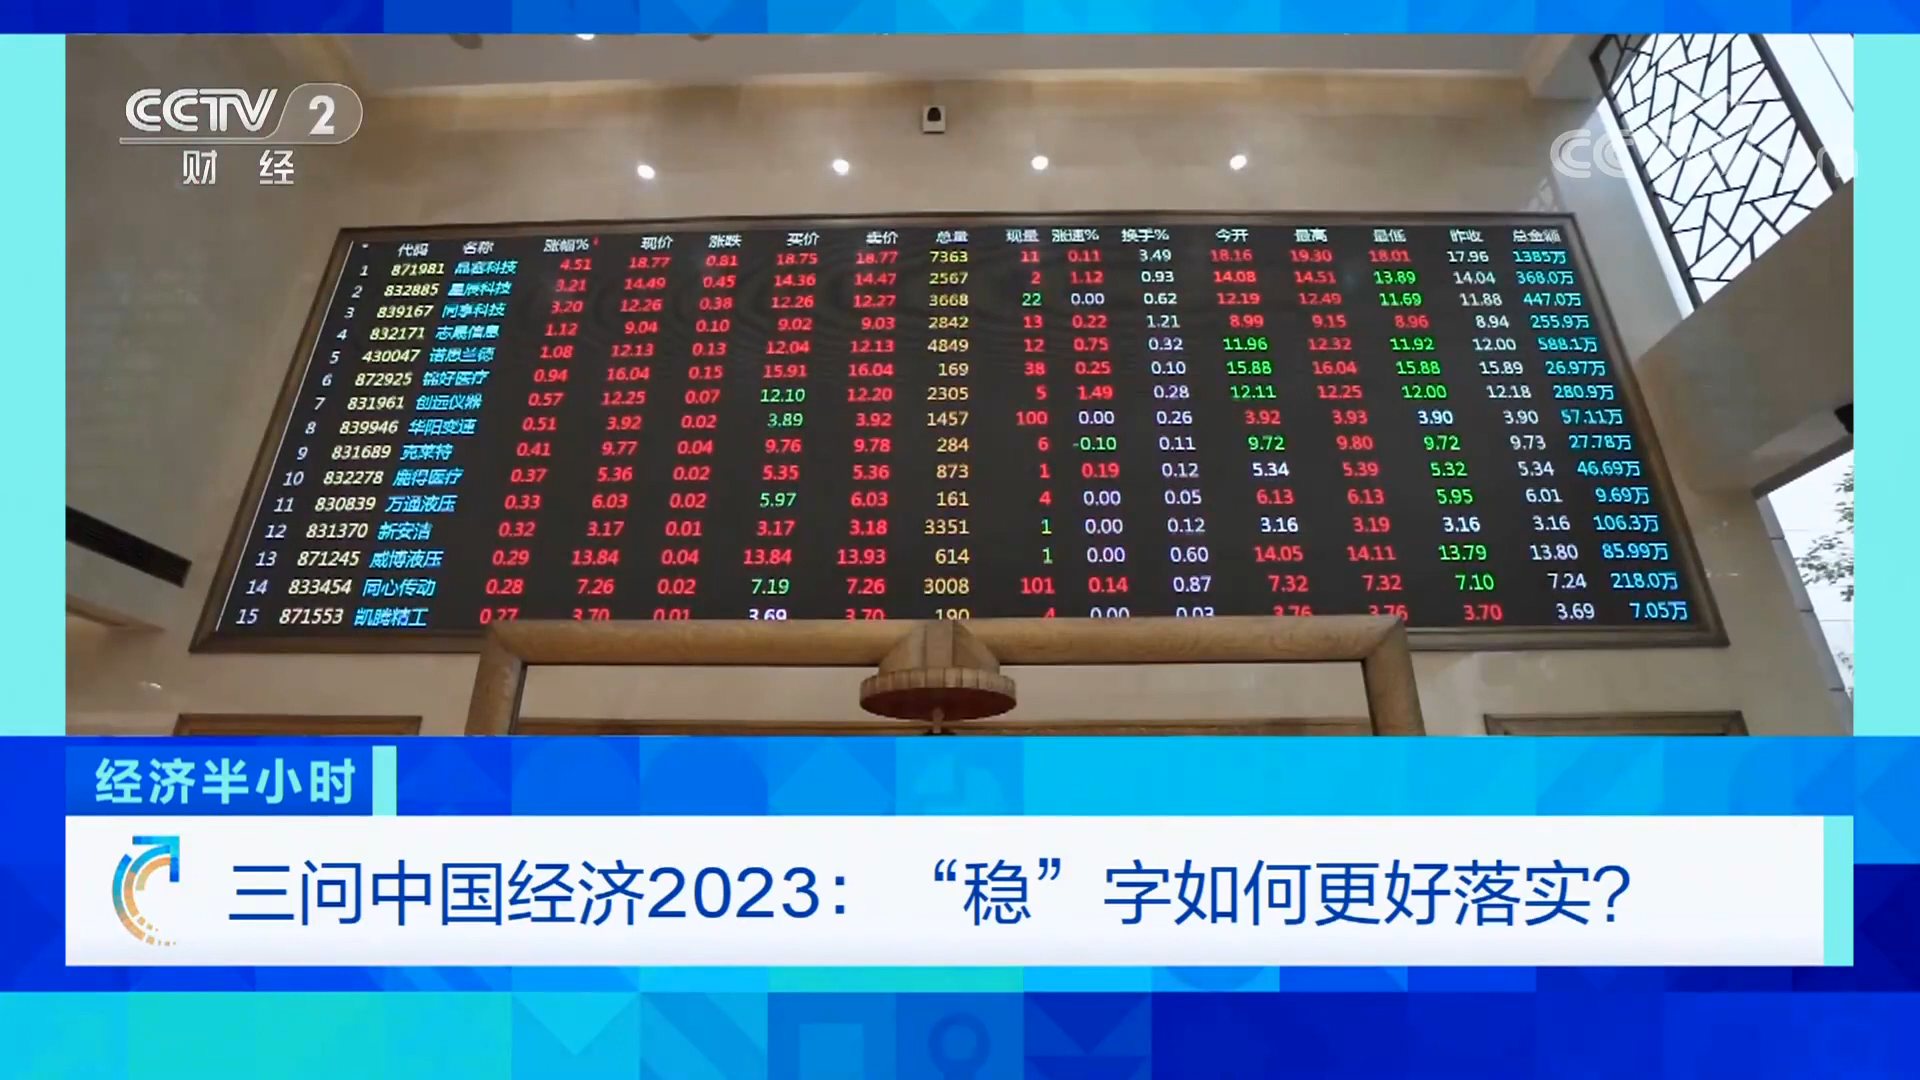 CCTV 2
财 经
代码 名称 涨幅% 现价 涨跌 买价 卖价 总量 现量 涨速% 换手% 今开 最高 最低 昨收 总金额
1 871981 晶赛科技 4.51 18.77 0.81 18.75 18.77 7363 11 0.11 3.49 18.16 19.30 18.01 17.96 1385万
2 832885 星辰科技 3.21 14.49 0.45 14.36 14.47 2567 2 1.12 0.93 14.08 14.51 13.89 14.04 368.0万
3 839167 同享科技 3.20 12.26 0.38 12.26 12.27 3668 22 0.00 0.62 12.19 12.49 11.69 11.88 447.0万
4 832171 志晟信息 1.12 9.04 0.10 9.02 9.03 2842 13 0.22 1.21 8.99 9.15 8.96 8.94 255.9万
5 430047 诺思兰德 1.08 12.13 0.13 12.04 12.13 4849 12 0.75 0.32 11.96 12.32 11.92 12.00 588.1万
6 872925 锦好医疗 0.94 16.04 0.15 15.91 16.04 169 38 0.25 0.10 15.88 16.04 15.88 15.89 26.97万
7 831961 创远仪器 0.57 12.25 0.07 12.10 12.20 2305 5 1.49 0.28 12.11 12.25 12.00 12.18 280.9万
8 839946 华阳变速 0.51 3.92 0.02 3.89 3.92 1457 100 0.00 0.26 3.92 3.93 3.90 3.90 57.11万
9 831689 克莱特 0.41 9.77 0.04 9.76 9.78 284 6 -0.10 0.11 9.72 9.80 9.72 9.73 27.78万
10 832278 鹿得医疗 0.37 5.36 0.02 5.35 5.36 873 1 0.19 0.12 5.34 5.39 5.32 5.34 46.69万
11 830839 万通液压 0.33 6.03 0.02 5.97 6.03 161 4 0.00 0.05 6.13 6.13 5.95 6.01 9.69万
12 831370 新安洁 0.32 3.17 0.01 3.17 3.18 3351 1 0.00 0.12 3.16 3.19 3.16 3.16 106.3万
13 871245 威博液压 0.29 13.84 0.04 13.84 13.93 614 1 0.00 0.60 14.05 14.11 13.79 13.80 85.99万
14 833454 同心传动 0.28 7.26 0.02 7.19 7.26 3008 101 0.14 0.87 7.32 7.32 7.10 7.24 218.0万
15 871553 凯腾精工 0.27 3.70 0.01 3.69 3.70 190 4 0.00 0.03 3.76 3.76 3.70 3.69 7.05万
经济半小时
三问中国经济2023：“稳”字如何更好落实？